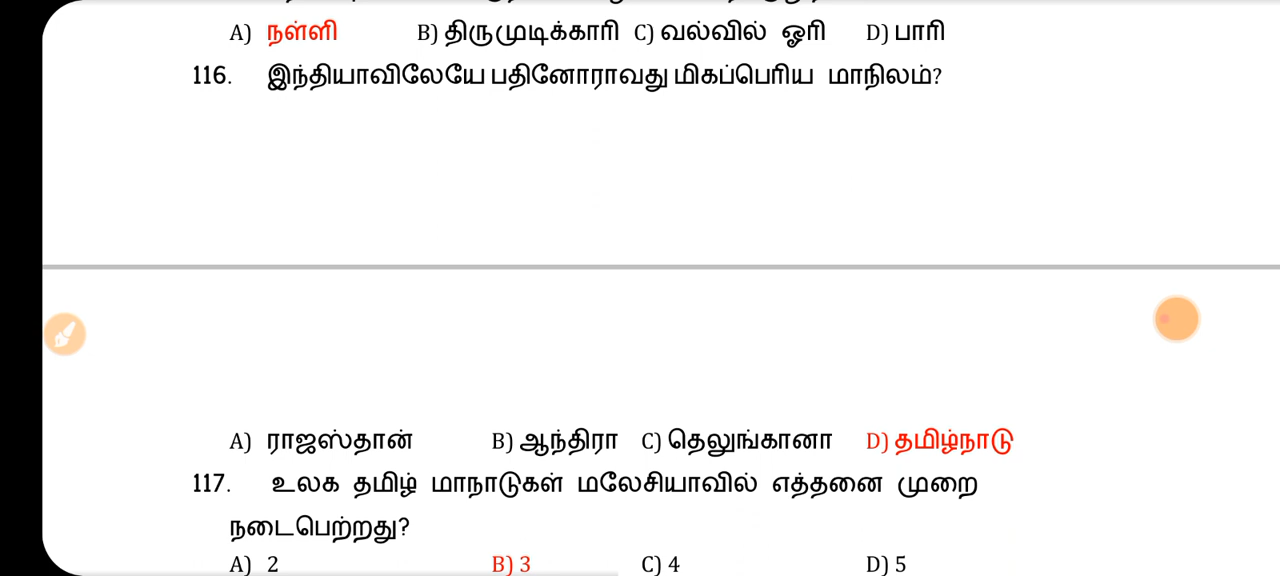 A) நள்ளி B) திருமுடிக்காரி C) வல்வில் ஓரி D) பாரி
116. இந்தியாவிலேயே பதினோராவது மிகப்பெரிய மாநிலம்?
A) ராஜஸ்தான் B) ஆந்திரா C) தெலுங்கானா D) தமிழ்நாடு
117. உலக தமிழ் மாநாடுகள் மலேசியாவில் எத்தனை முறை
நடைபெற்றது?
A) 2 B) 3 C) 4 D) 5